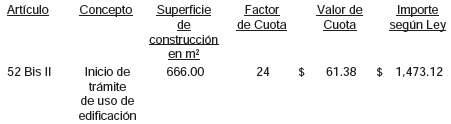 Artículo Concepto Superficie Factor Valor de Importe
de de Cuota Cuota según Ley
construcción
en m²
52 Bis II Inicio de 666.00 24 $ 61.38 $ 1,473.12
trámite
de uso de
edificación